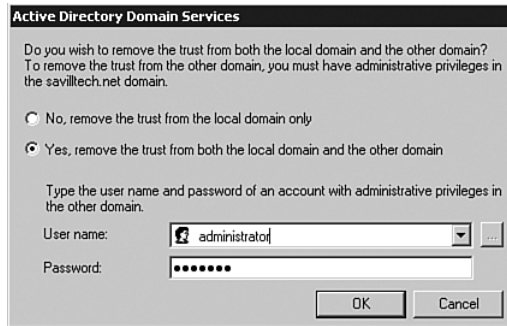 Active Directory Domain Services
Do you wish to remove the trust from both the local domain and the other domain?
To remove the trust from the other domain, you must have administrative privileges in
the savilltech.net domain.
No, remove the trust from the local domain only
Yes, remove the trust from both the local domain and the other domain
Type the user name and password of an account with administrative privileges in
the other domain.
User name: administrator ...
Password: •••••••
OK Cancel